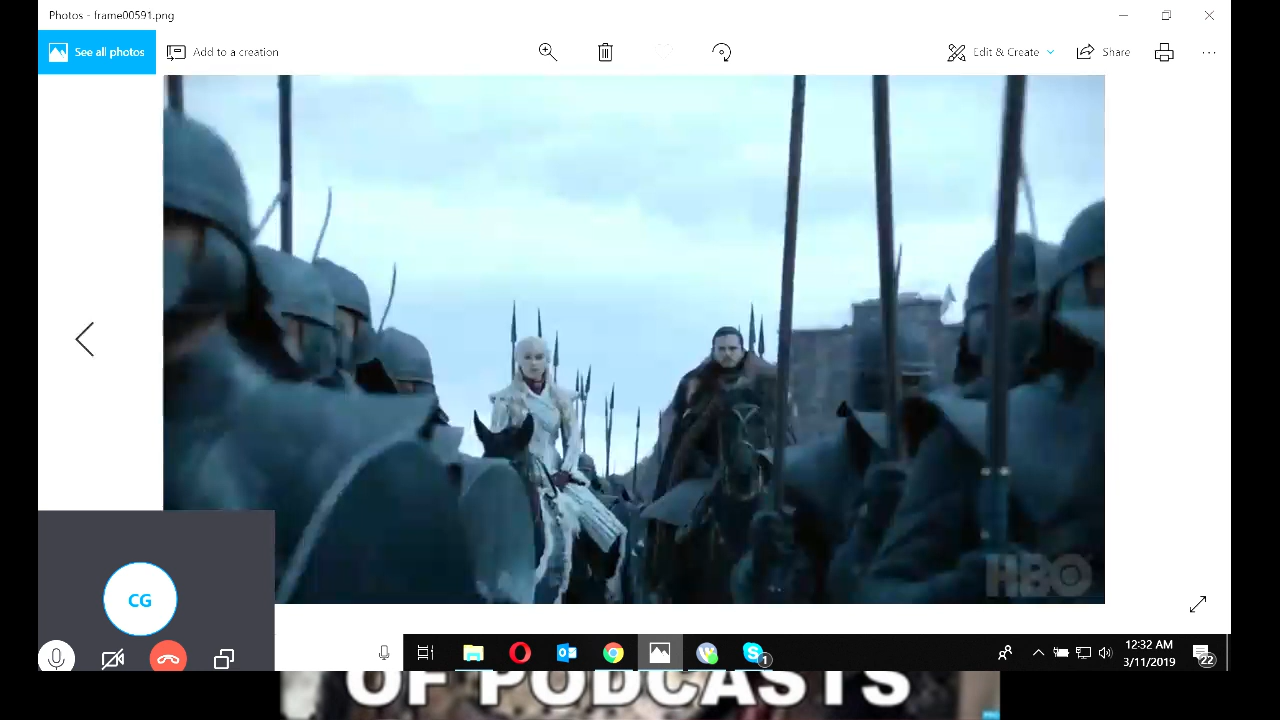 Photos - frame00591.png
See all photos
Add to a creation
Edit & Create
Share
HBO
CG
1
12:32 AM
3/11/2019
22
OF PODCASTS